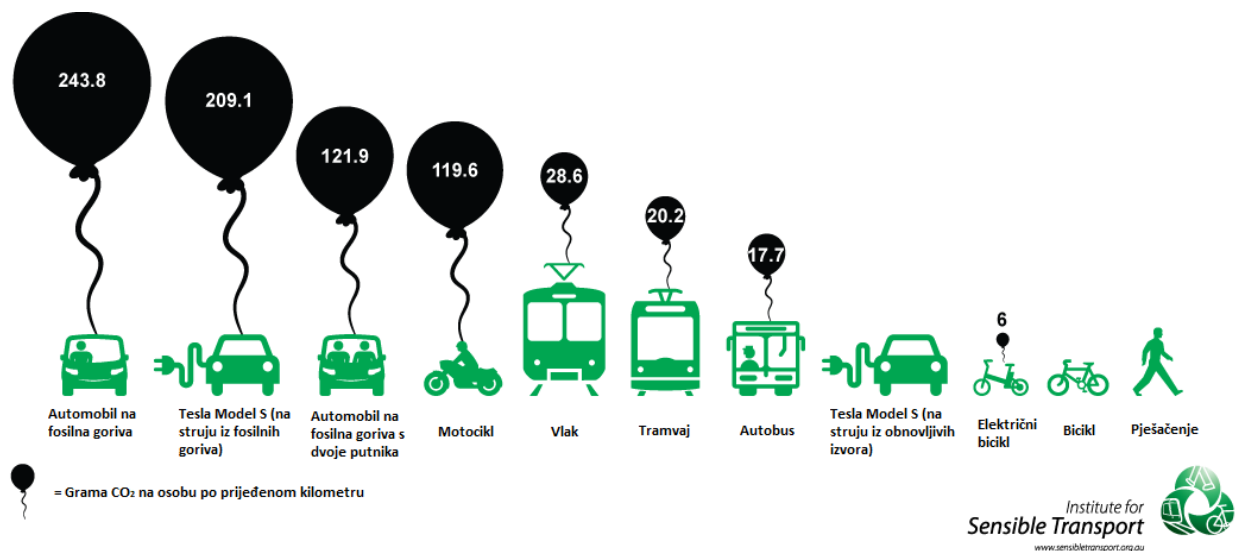 243.8
209.1
121.9
119.6
28.6
20.2
17.7
6
Automobil na
fosilna goriva
Tesla Model S (na
struju iz fosilnih
goriva)
Automobil na
fosilna goriva s
dvoje putnika
Motocikl
Vlak
Tramvaj
Autobus
Tesla Model S (na
struju iz obnovljivih
izvora)
Električni
bicikl
Bicikl
Pješačenje
= Grama CO₂ na osobu po prijeđenom kilometru
Institute for
Sensible Transport
www.sensibletransport.org.au